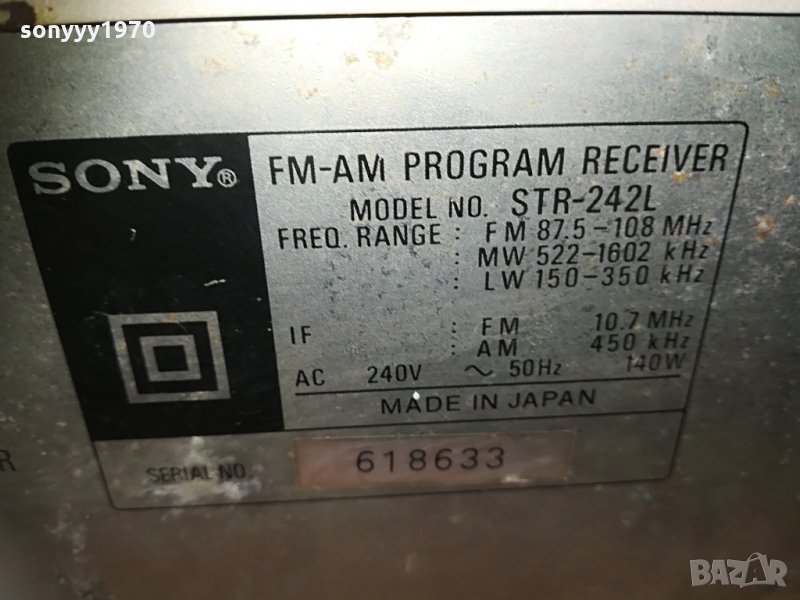 sonyyy1970
SONY® FM-AM PROGRAM RECEIVER
MODEL NO. STR-242L
FREQ. RANGE : FM 87.5-108 MHz
: MW 522-1602 kHz
: LW 150-350 kHz
IF : FM 10.7 MHz
: AM 450 kHz
AC 240V ~ 50Hz 140W
MADE IN JAPAN
R
SERIAL NO. 618633
BAZAR